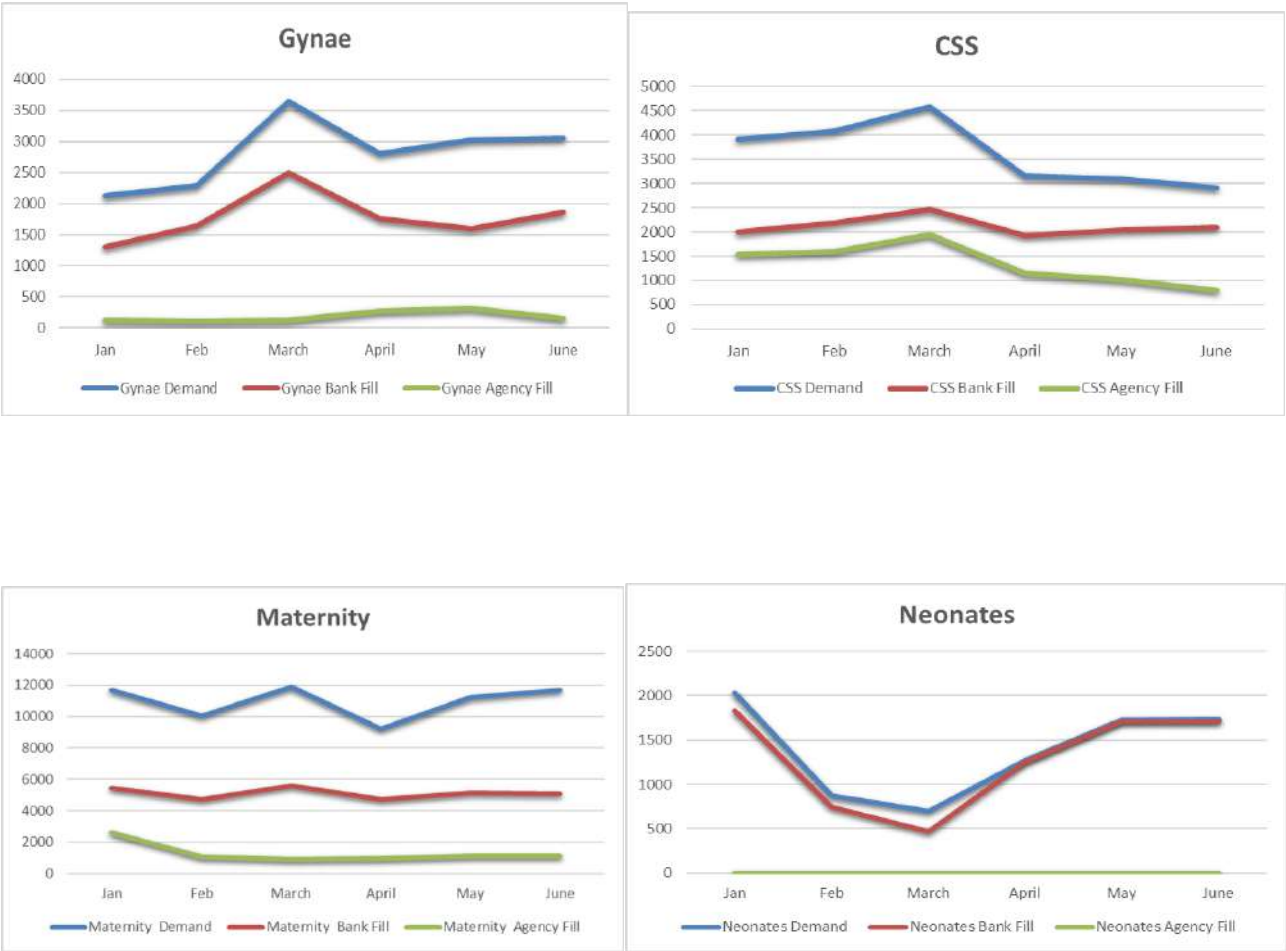 Gynae
4000
3500
3000
2500
2000
1500
1000
500
0
Jan Feb March April May June
Gynae Demand Gynae Bank Fill Gynae Agency Fill
CSS
5000
4500
4000
3500
3000
2500
2000
1500
1000
500
0
Jan Feb March April May June
CSS Demand CSS Bank Fill CSS Agency Fill
Maternity
14000
12000
10000
8000
6000
4000
2000
0
Jan Feb March April May June
Maternity Demand Maternity Bank Fill Maternity Agency Fill
Neonates
2500
2000
1500
1000
500
0
Jan Feb March April May June
Neonates Demand Neonates Bank Fill Neonates Agency Fill